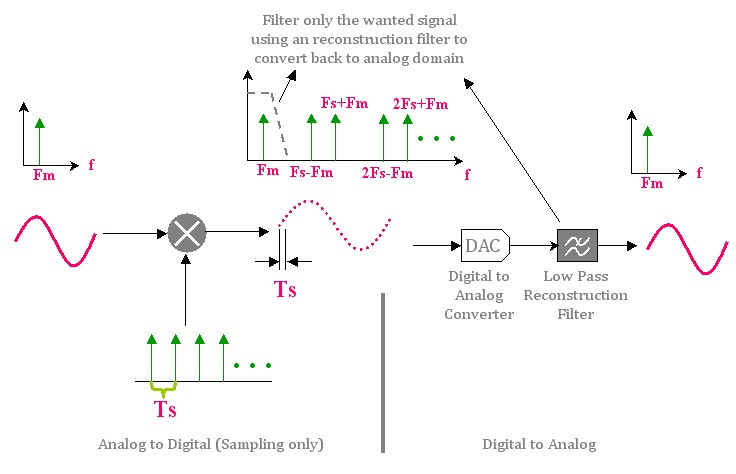 Filter only the wanted signal
using an reconstruction filter to
convert back to analog domain
Fs+Fm
2Fs+Fm
Fm
f
Fm
Fs-Fm
2Fs-Fm
f
Fm
f
Ts
DAC
Digital to
Analog
Converter
Low Pass
Reconstruction
Filter
Ts
Analog to Digital (Sampling only)
Digital to Analog